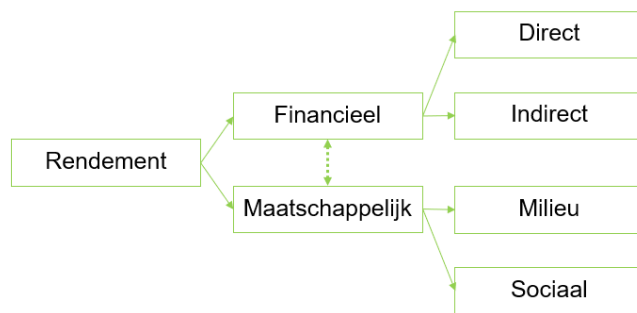 Direct
Financieel
Indirect
Rendement
Maatschappelijk
Milieu
Sociaal